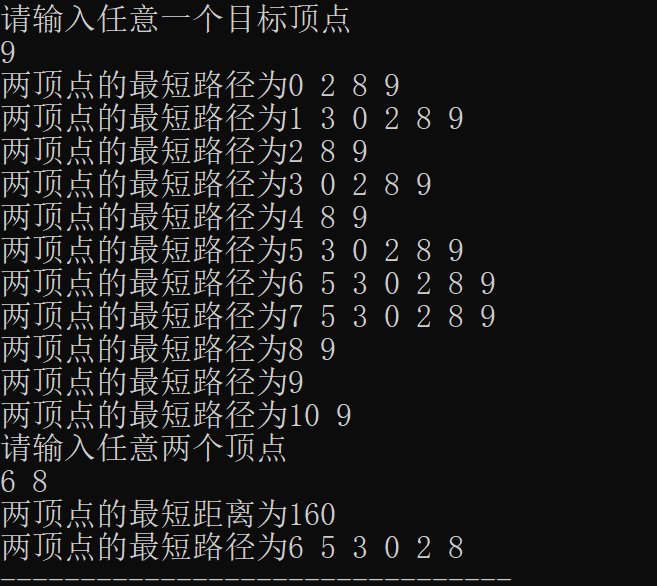 请输入任意一个目标顶点
9
两顶点的最短路径为0 2 8 9
两顶点的最短路径为1 3 0 2 8 9
两顶点的最短路径为2 8 9
两顶点的最短路径为3 0 2 8 9
两顶点的最短路径为4 8 9
两顶点的最短路径为5 3 0 2 8 9
两顶点的最短路径为6 5 3 0 2 8 9
两顶点的最短路径为7 5 3 0 2 8 9
两顶点的最短路径为8 9
两顶点的最短路径为9
两顶点的最短路径为10 9
请输入任意两个顶点
6 8
两顶点的最短距离为160
两顶点的最短路径为6 5 3 0 2 8
--------------------------------